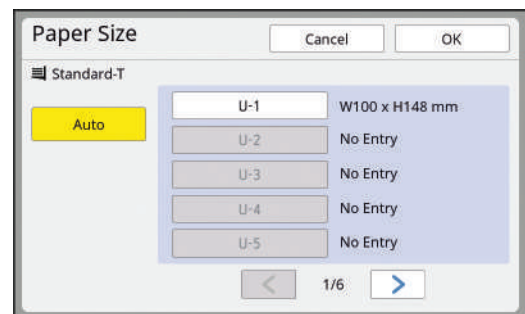 Paper Size
Cancel
OK
Standard-T
Auto
U-1
W100 x H148 mm
U-2
No Entry
U-3
No Entry
U-4
No Entry
U-5
No Entry
1/6